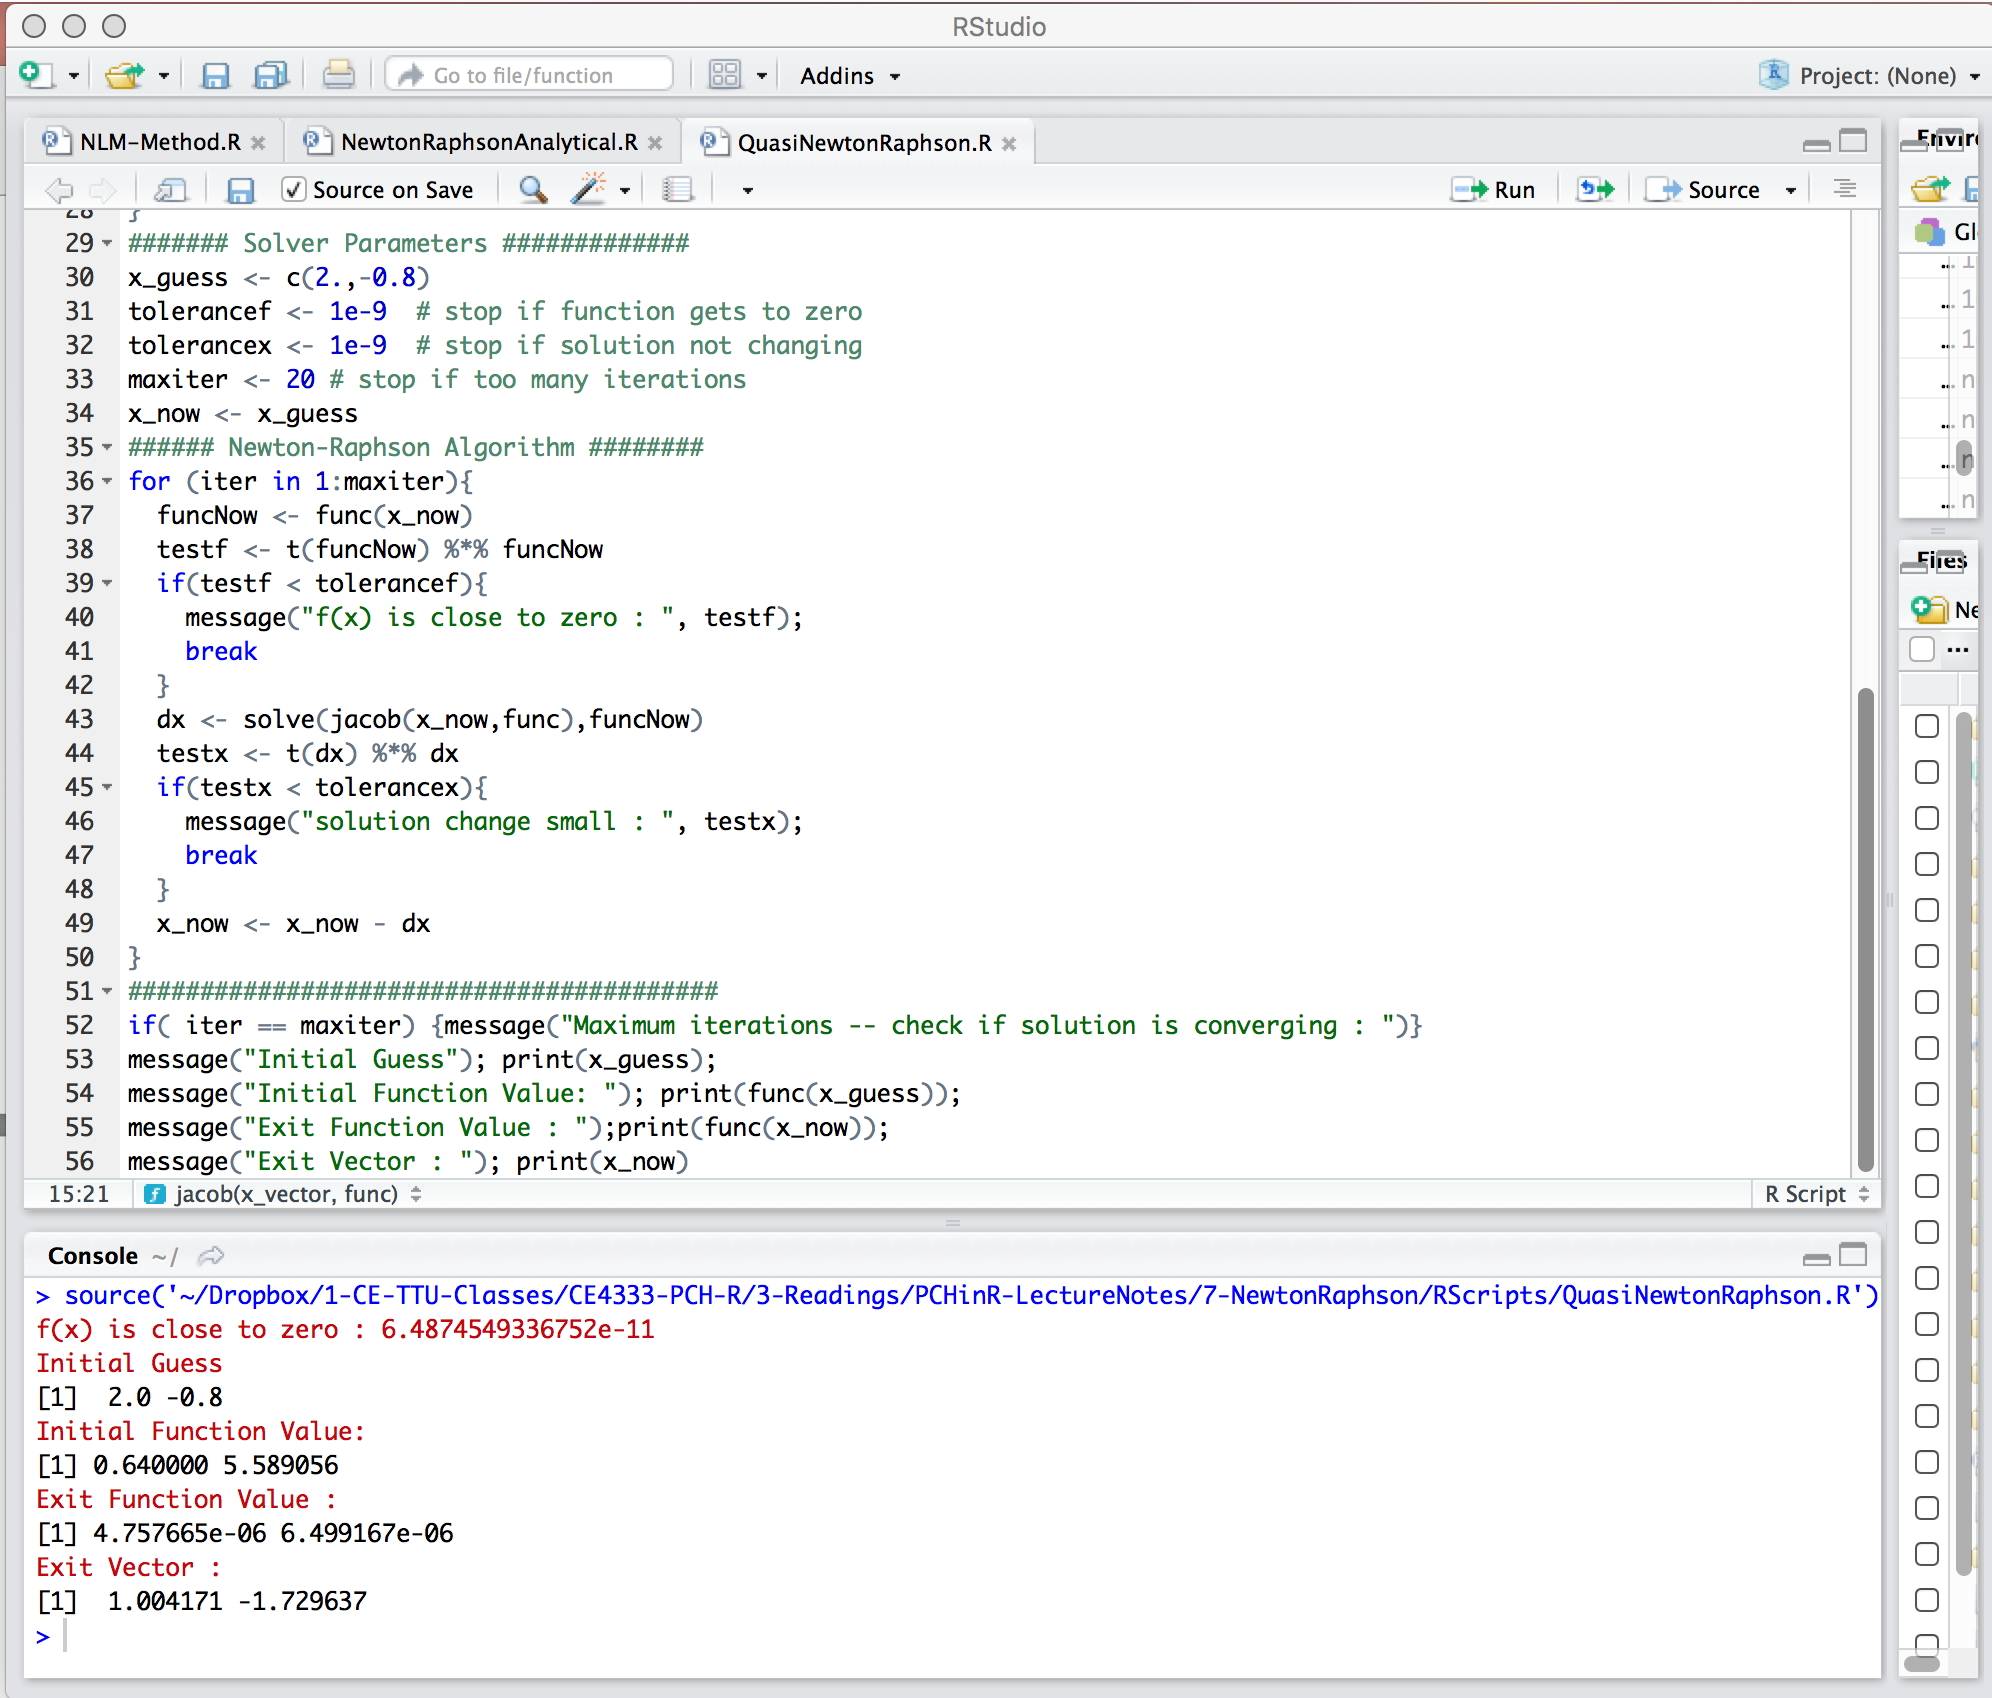 RStudio
Go to file/function
Addins
Project: (None)
NLM-Method.R
NewtonRaphsonAnalytical.R
QuasiNewtonRaphson.R
Source on Save
Run
Source
28 }
29 ####### Solver Parameters #############
30 x_guess <- c(2.,-0.8)
31 tolerancef <- 1e-9  # stop if function gets to zero
32 tolerancex <- 1e-9  # stop if solution not changing
33 maxiter <- 20 # stop if too many iterations
34 x_now <- x_guess
35 ###### Newton-Raphson Algorithm ########
36 for (iter in 1:maxiter){
37   funcNow <- func(x_now)
38   testf <- t(funcNow) %*% funcNow
39   if(testf < tolerancef){
40     message("f(x) is close to zero : ", testf);
41     break
42   }
43   dx <- solve(jacob(x_now,func),funcNow)
44   testx <- t(dx) %*% dx
45   if(testx < tolerancex){
46     message("solution change small : ", testx);
47     break
48   }
49   x_now <- x_now - dx
50 }
51 #########################################
52 if( iter == maxiter) {message("Maximum iterations -- check if solution is converging : ")}
53 message("Initial Guess"); print(x_guess);
54 message("Initial Function Value: "); print(func(x_guess));
55 message("Exit Function Value : ");print(func(x_now));
56 message("Exit Vector : "); print(x_now)
15:21 jacob(x_vector, func) R Script
Console ~/
> source('~/Dropbox/1-CE-TTU-Classes/CE4333-PCH-R/3-Readings/PCHinR-LectureNotes/7-NewtonRaphson/RScripts/QuasiNewtonRaphson.R')
f(x) is close to zero : 6.4874549336752e-11
Initial Guess
[1]  2.0 -0.8
Initial Function Value:
[1] 0.640000 5.589056
Exit Function Value :
[1] 4.757665e-06 6.499167e-06
Exit Vector :
[1]  1.004171 -1.729637
>
Files